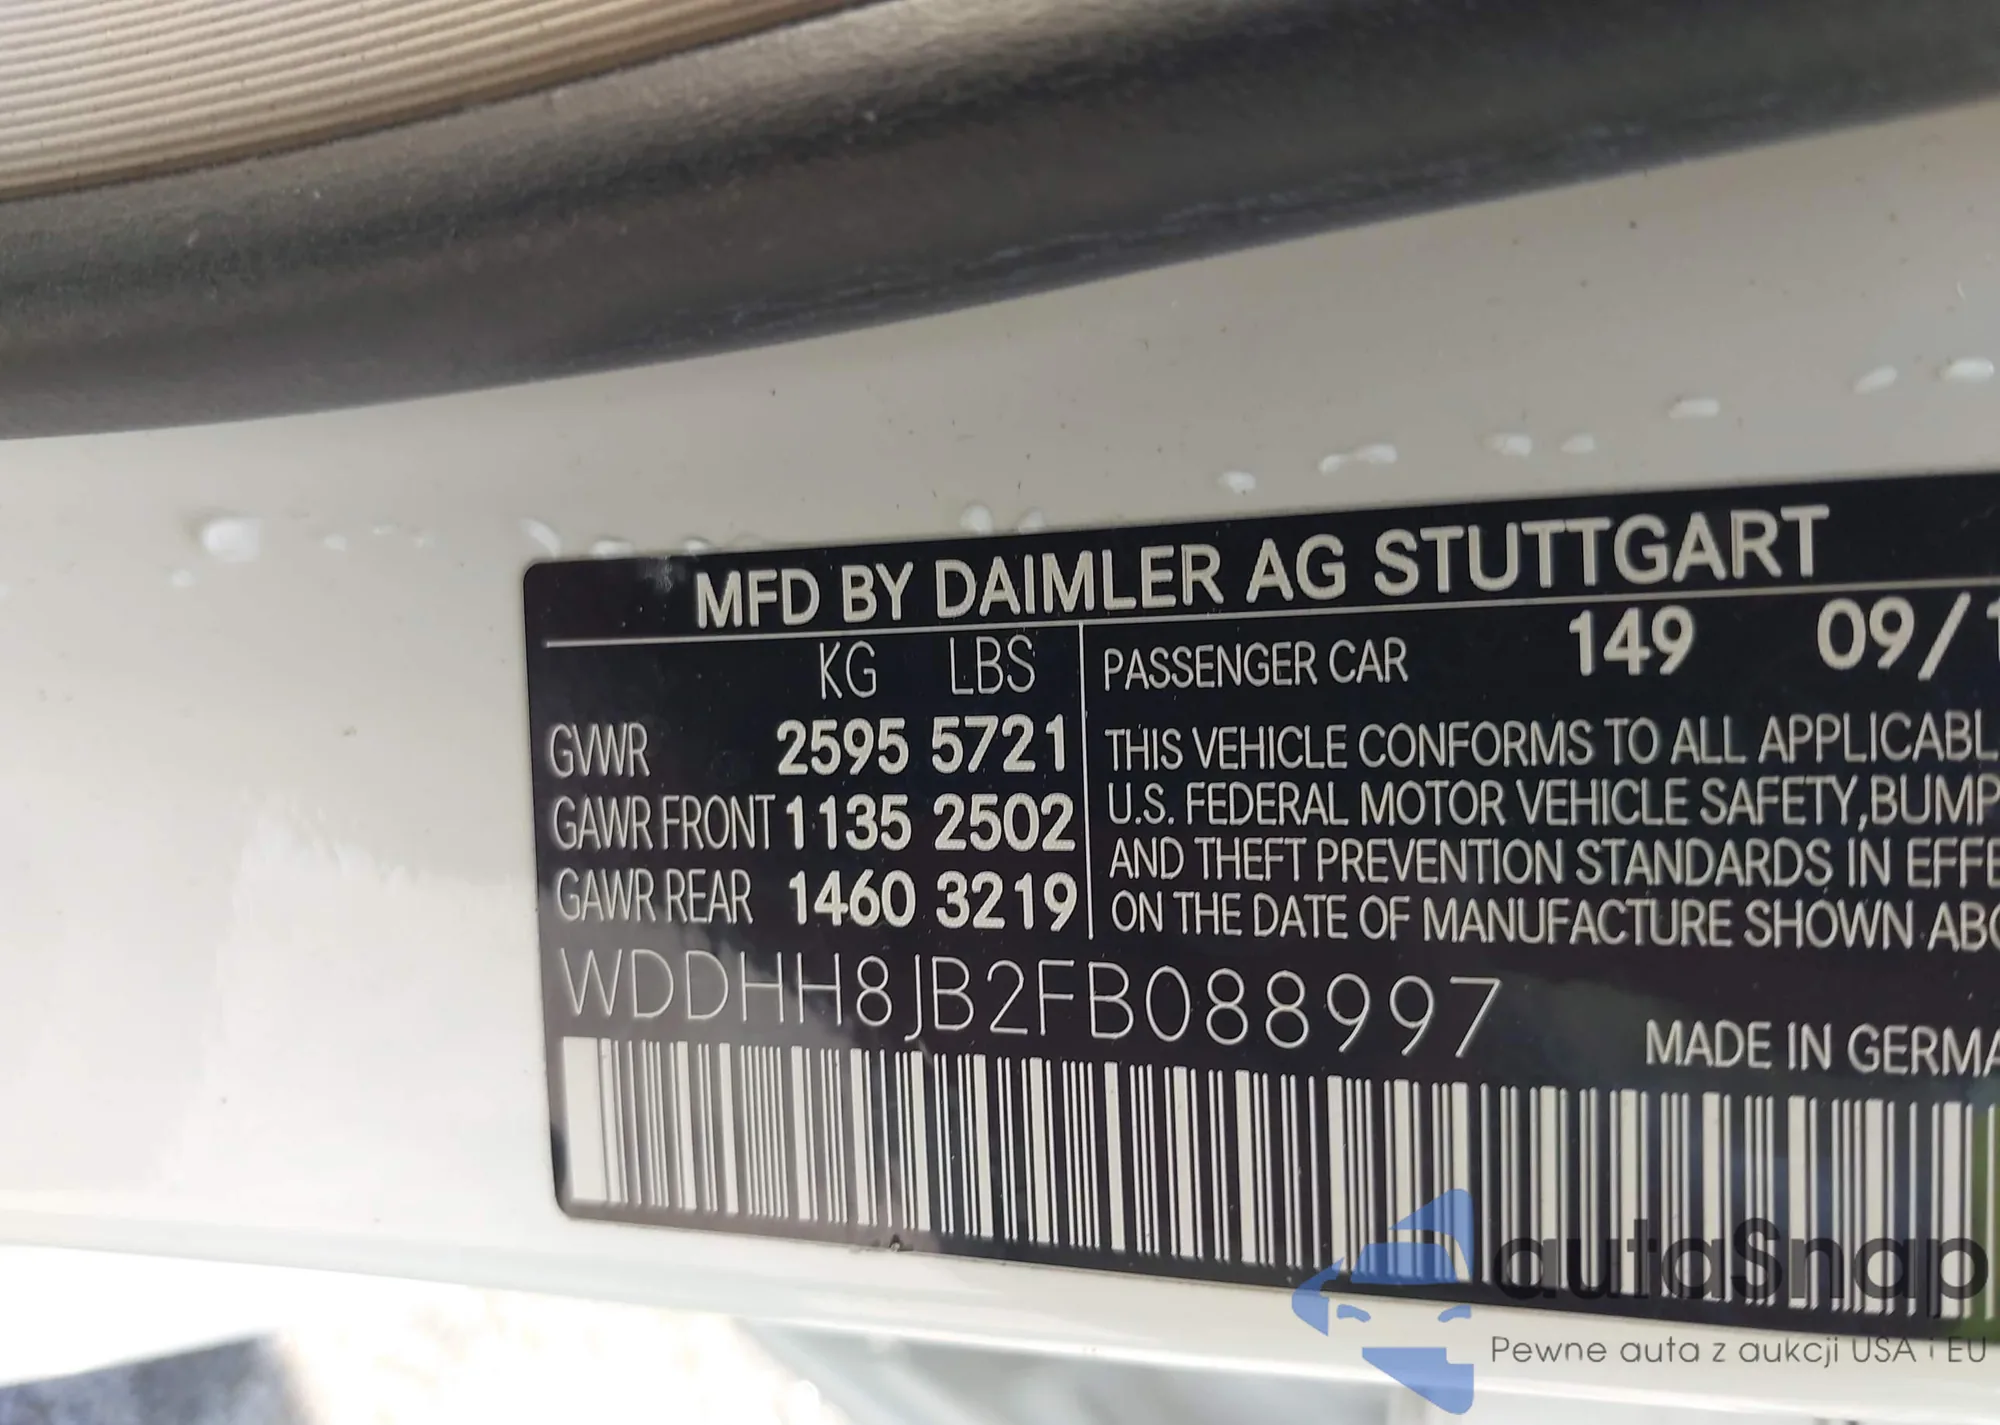 MFD BY DAIMLER AG STUTTGART
KG LBS
GVWR 2595 5721
GAWR FRONT 1135 2502
GAWR REAR 1460 3219
PASSENGER CAR 149 09/1
THIS VEHICLE CONFORMS TO ALL APPLICABL
U.S. FEDERAL MOTOR VEHICLE SAFETY, BUMP
AND THEFT PREVENTION STANDARDS IN EFFE
ON THE DATE OF MANUFACTURE SHOWN ABO
WDDHH8JB2FB088997
MADE IN GERMA
autaSnap
Pewne auta z aukcji USA i EU